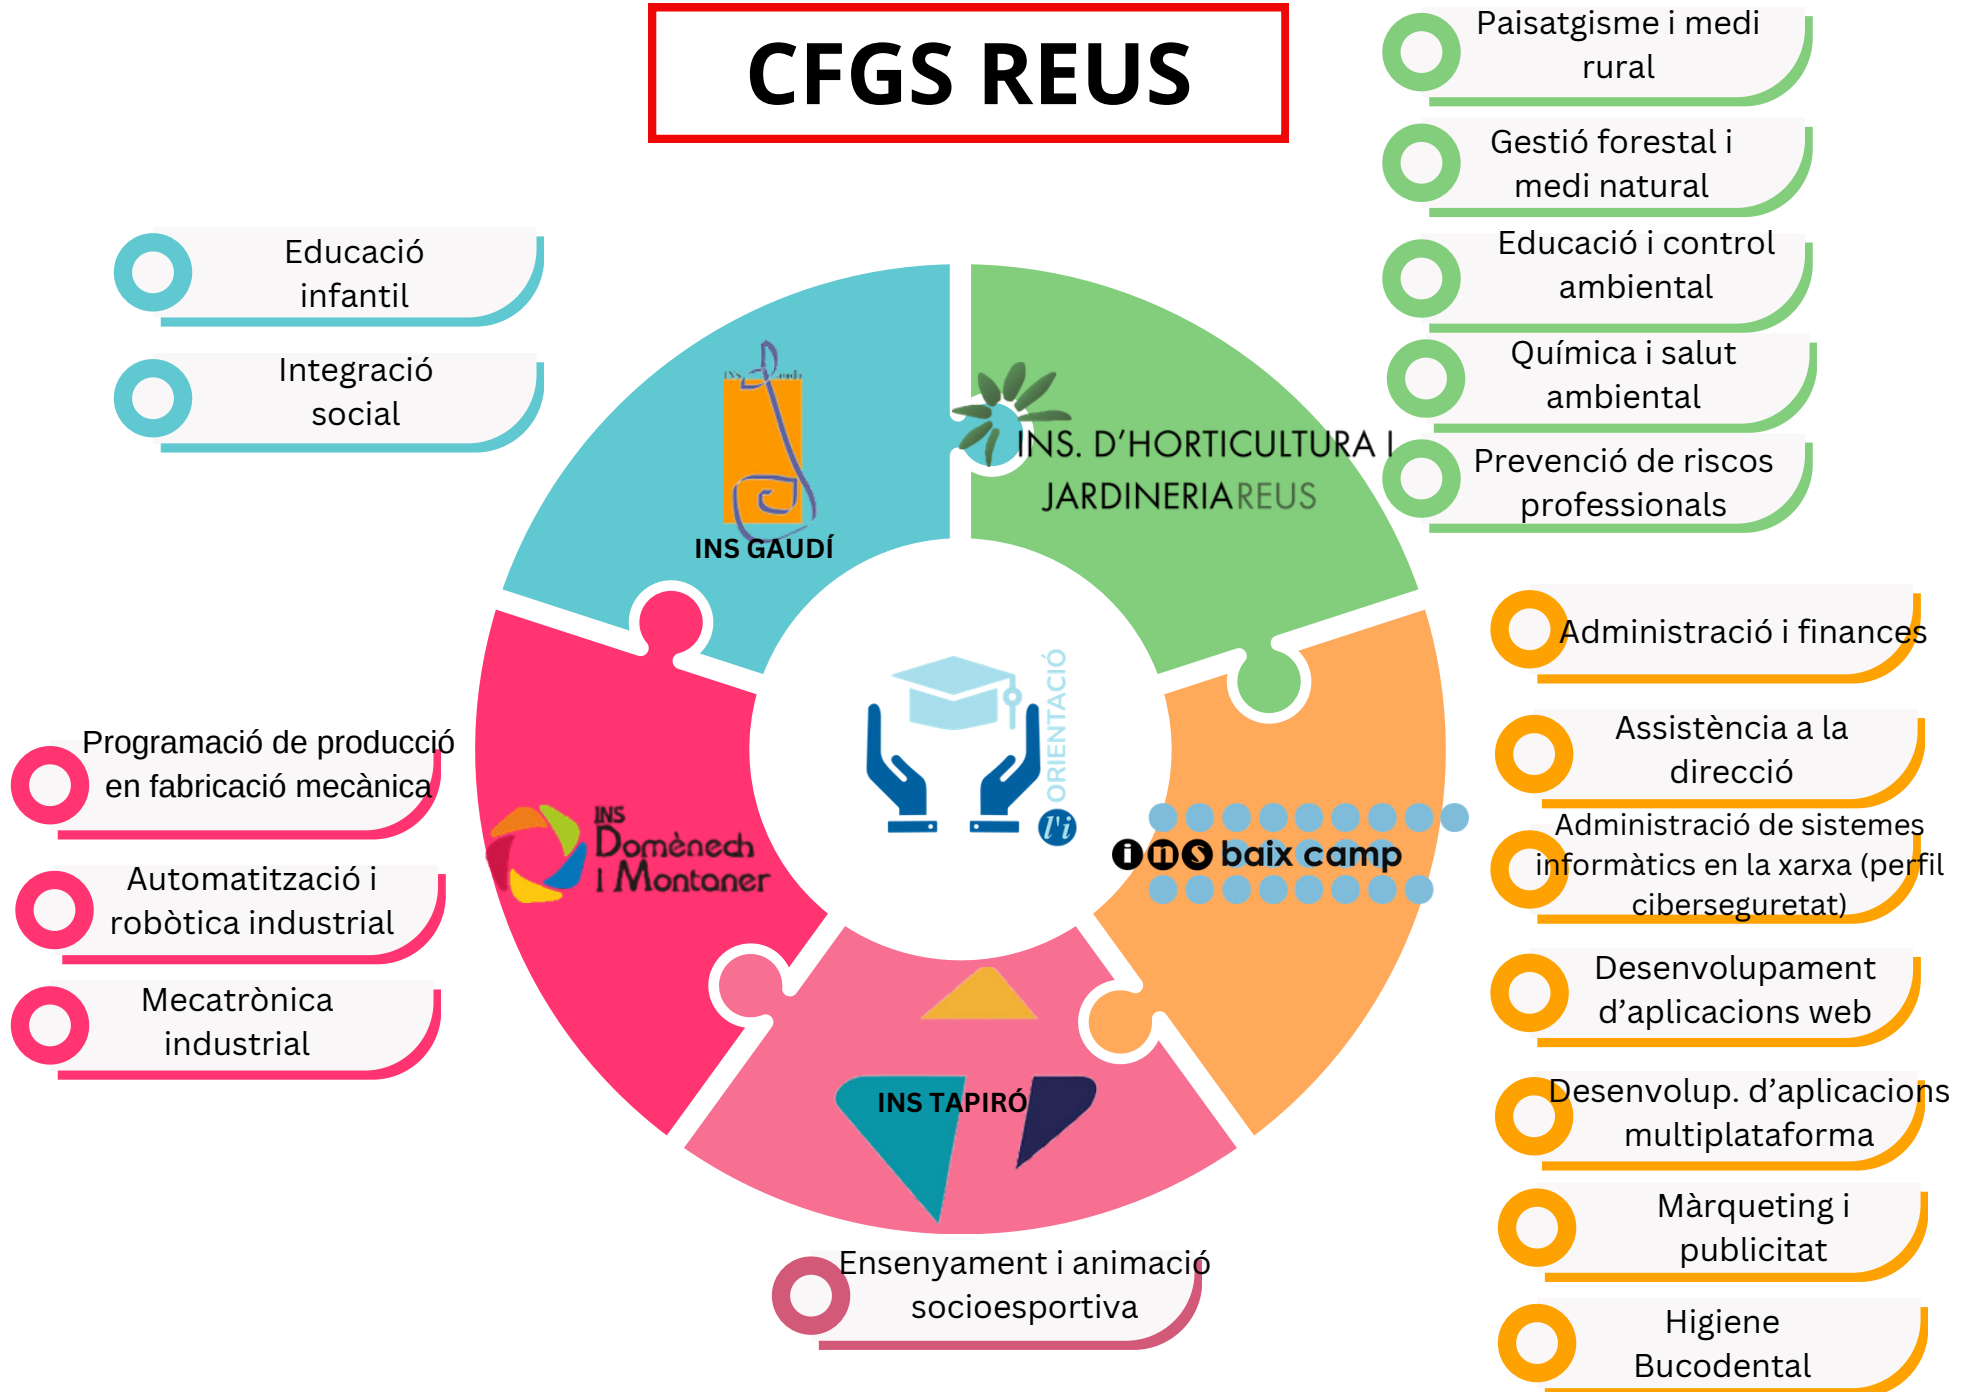 CFGS REUS
Paisatgisme i medi
rural
Gestió forestal i
medi natural
Educació i control
ambiental
Química i salut
ambiental
Prevenció de riscos
professionals
Educació
infantil
Integració
social
INS GAUDÍ
INS. D'HORTICULTURA I
JARDINERIA REUS
Administració i finances
Assistència a la
direcció
Administració de sistemes
informàtics en la xarxa (perfil
ciberseguretat)
Desenvolupament
d'aplicacions web
Desenvolup. d'aplicacions
multiplataforma
Màrqueting i
publicitat
Higiene
Bucodental
ORIENTACIÓ
l'i
Programació de producció
en fabricació mecànica
Automatització i
robòtica industrial
Mecatrònica
industrial
INS
Domènech
i Montaner
ins baix camp
INS TAPIRÓ
Ensenyament i animació
socioesportiva